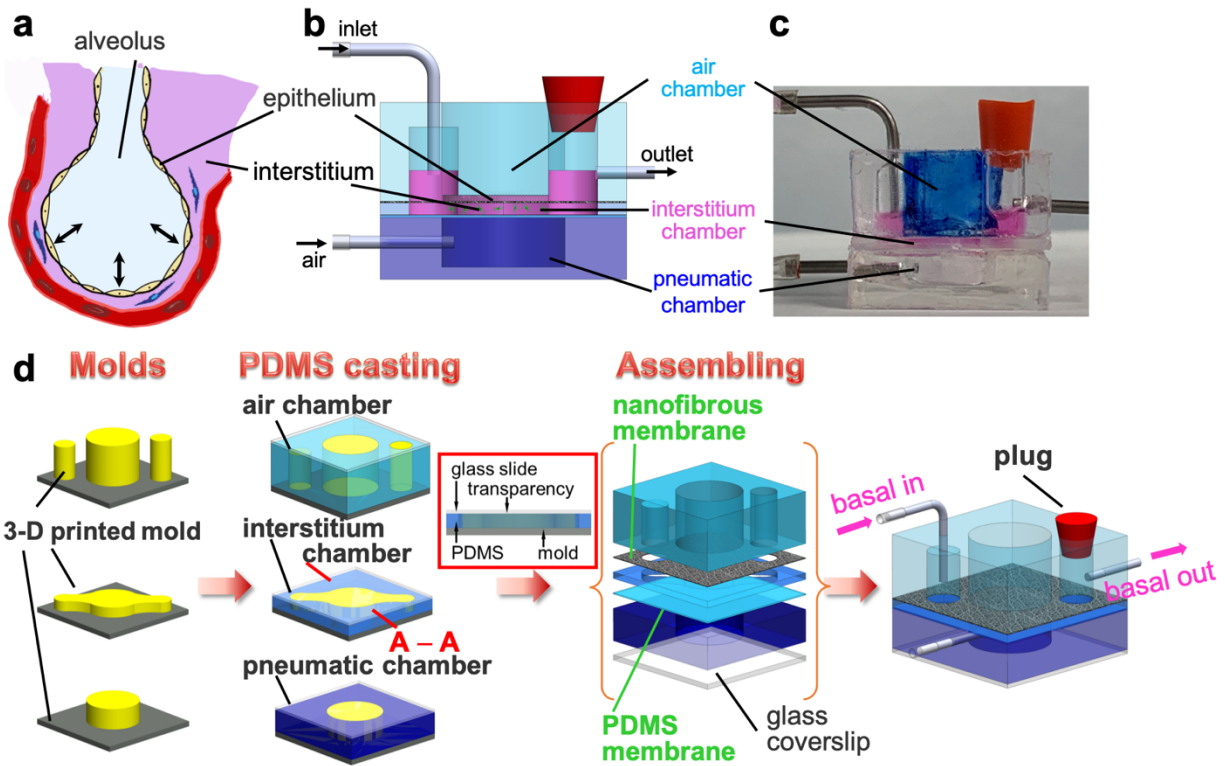 a
alveolus
epithelium
interstitium
b
inlet
air
outlet
air
chamber
interstitium
chamber
pneumatic
chamber
c
d
Molds
3-D printed mold
PDMS casting
air chamber
interstitium
chamber
A – A
pneumatic chamber
glass slide
transparency
PDMS
mold
Assembling
nanofibrous
membrane
PDMS
membrane
glass
coverslip
basal in
plug
basal out